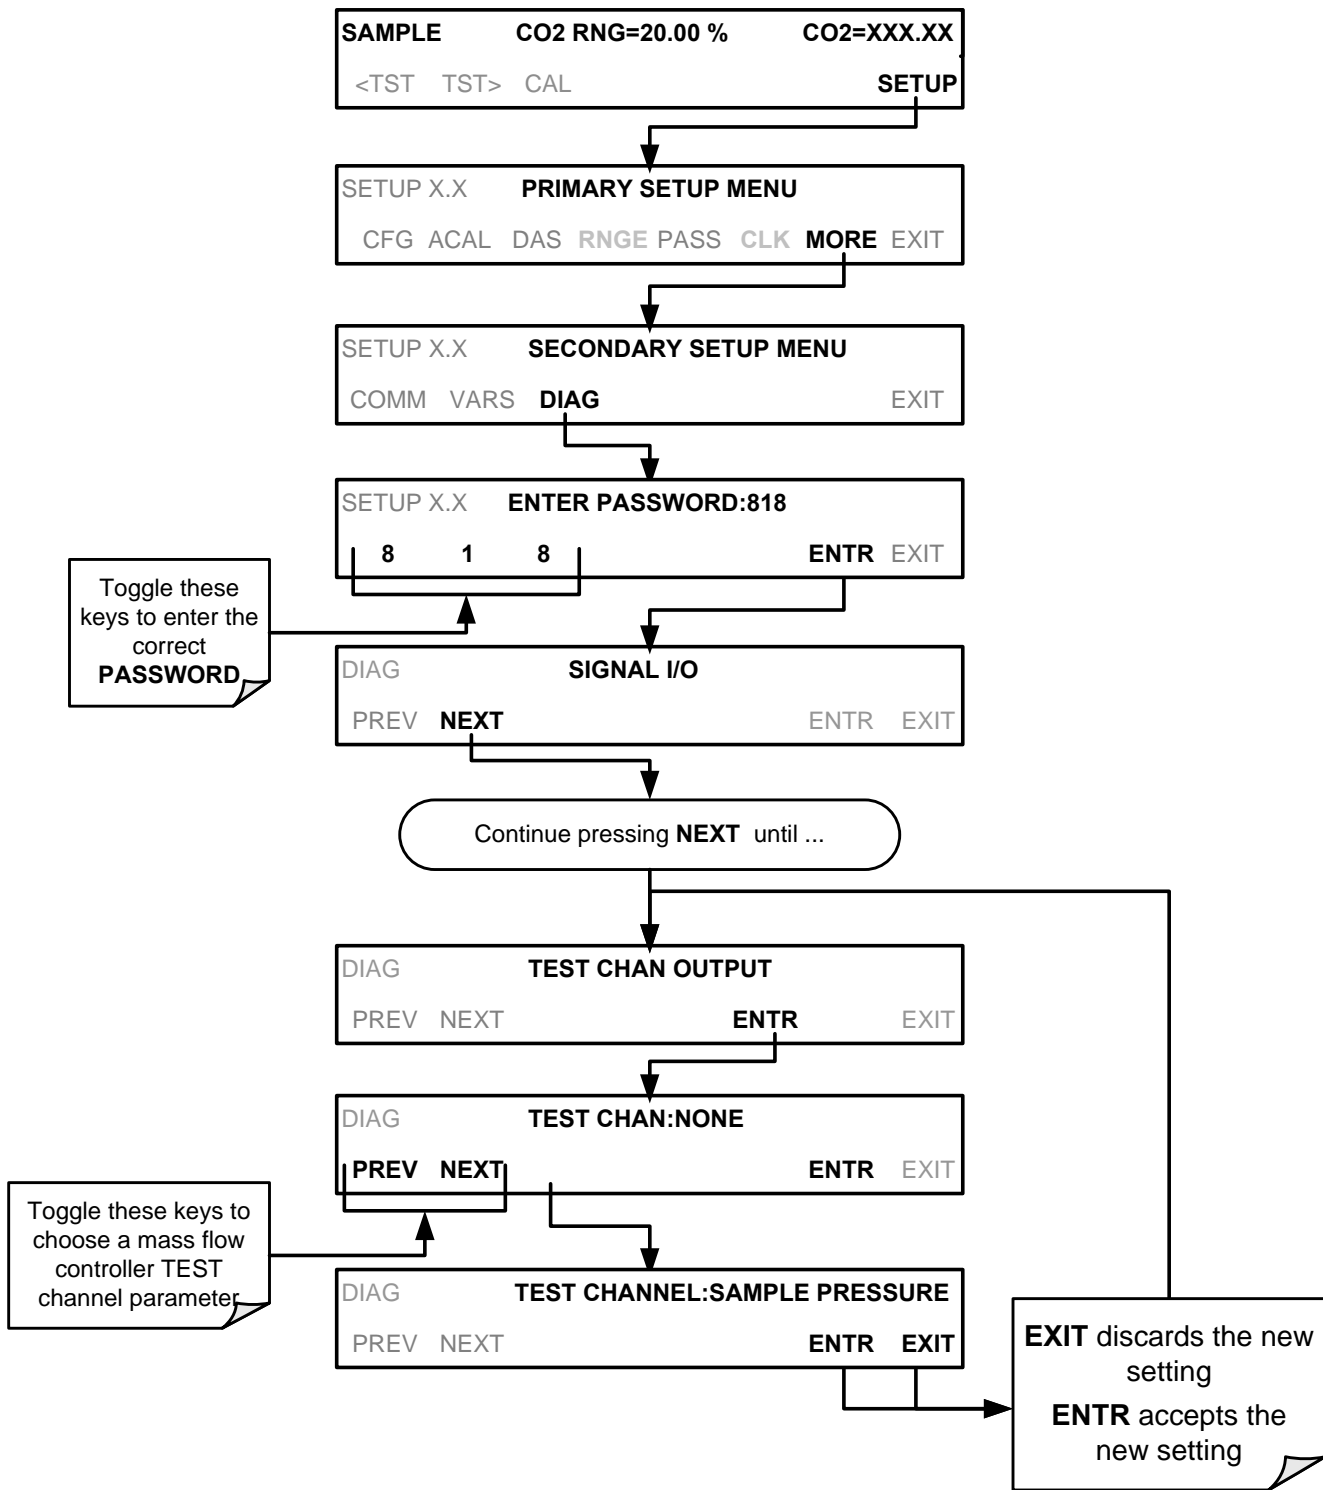 SAMPLE CO2 RNG=20.00 % CO2=XXX.XX
<TST TST> CAL SETUP
SETUP X.X PRIMARY SETUP MENU
CFG ACAL DAS RNGE PASS CLK MORE EXIT
SETUP X.X SECONDARY SETUP MENU
COMM VARS DIAG EXIT
SETUP X.X ENTER PASSWORD:818
8 1 8 ENTR EXIT
Toggle these
keys to enter the
correct
PASSWORD
DIAG SIGNAL I/O
PREV NEXT ENTR EXIT
Continue pressing NEXT until ...
DIAG TEST CHAN OUTPUT
PREV NEXT ENTR EXIT
DIAG TEST CHAN:NONE
PREV NEXT ENTR EXIT
Toggle these keys to
choose a mass flow
controller TEST
channel parameter
DIAG TEST CHANNEL:SAMPLE PRESSURE
PREV NEXT ENTR EXIT
EXIT discards the new
setting
ENTR accepts the
new setting